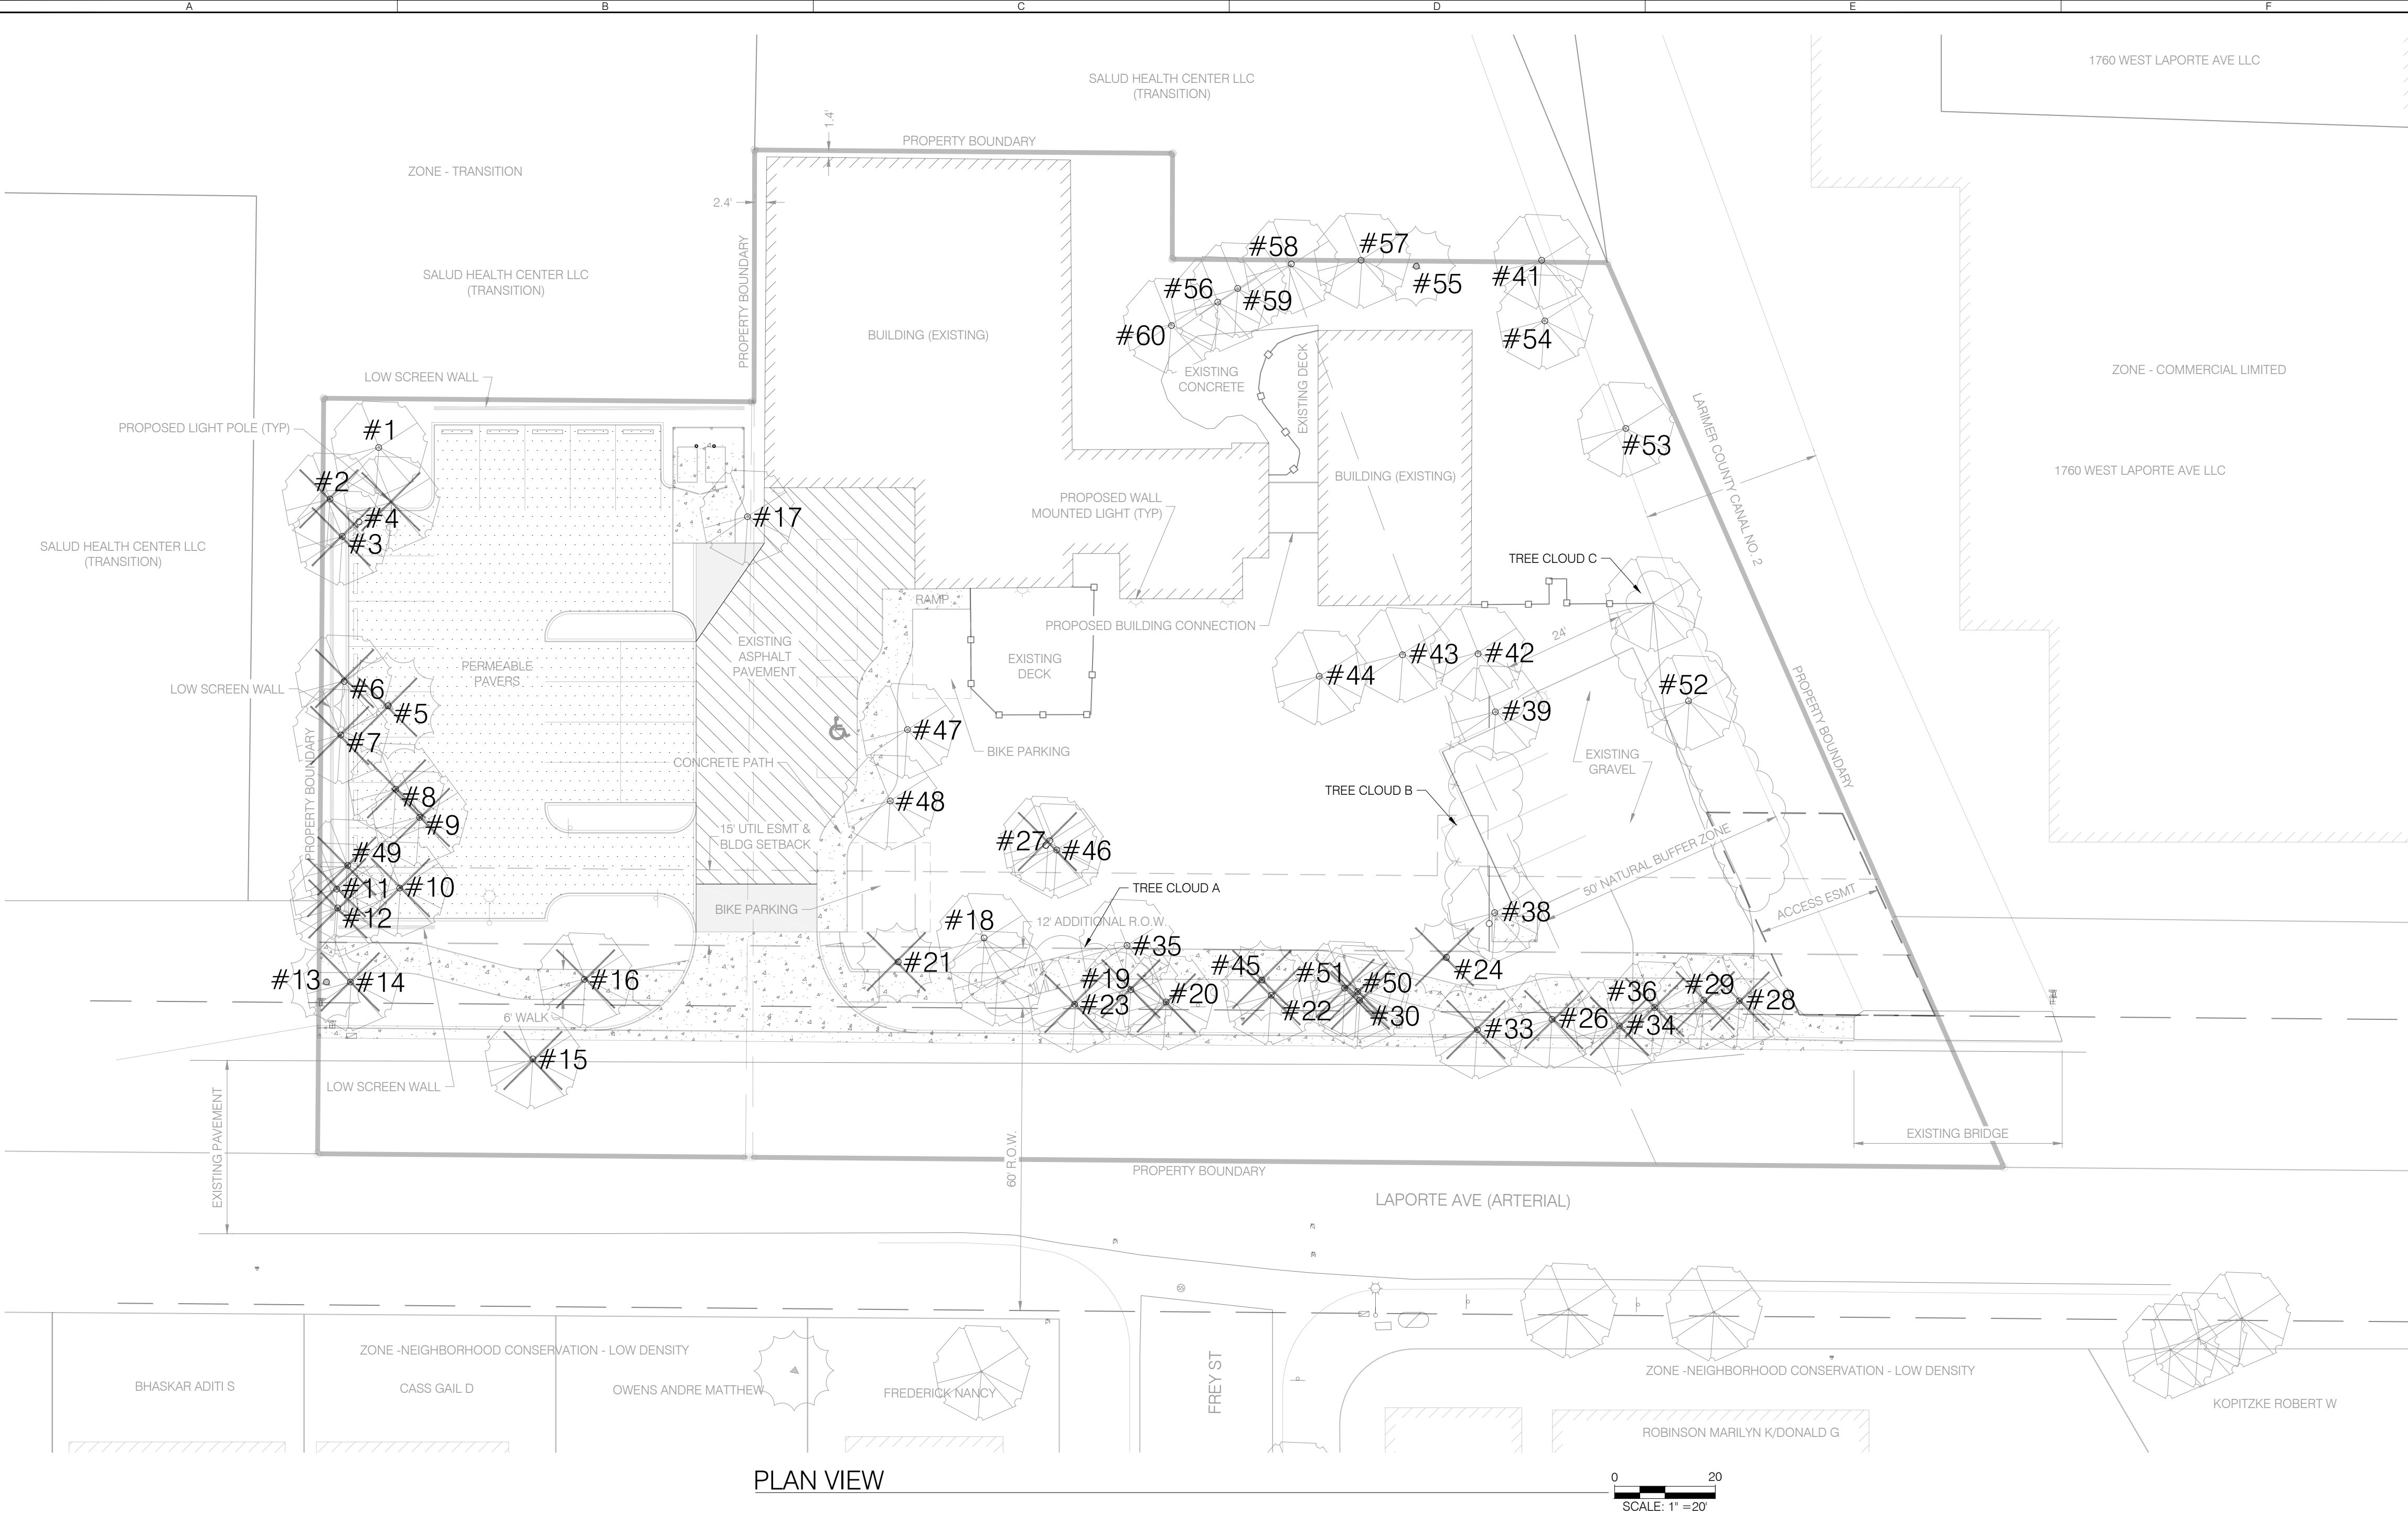 A B C D E F
SALUD HEALTH CENTER LLC
(TRANSITION)
1760 WEST LAPORTE AVE LLC
1.4'
PROPERTY BOUNDARY
ZONE - TRANSITION
2.4'
PROPERTY BOUNDARY
SALUD HEALTH CENTER LLC
(TRANSITION)
#58
#57
#55
#41
#56
#59
#60
#54
BUILDING (EXISTING)
EXISTING
CONCRETE
EXISTING DECK
ZONE - COMMERCIAL LIMITED
LOW SCREEN WALL
PROPOSED LIGHT POLE (TYP)
#1
#53
LARIMER COUNTY CANAL NO. 2
1760 WEST LAPORTE AVE LLC
BUILDING (EXISTING)
#2
#4
#3
#17
PROPOSED WALL
MOUNTED LIGHT (TYP)
SALUD HEALTH CENTER LLC
(TRANSITION)
TREE CLOUD C
RAMP
PROPOSED BUILDING CONNECTION
24'
EXISTING
ASPHALT
PAVEMENT
EXISTING
DECK
#44
#43
#42
#52
PERMEABLE
PAVERS
LOW SCREEN WALL
#6
#5
#7
PROPERTY BOUNDARY
#39
#47
BIKE PARKING
CONCRETE PATH
EXISTING
GRAVEL
PROPERTY BOUNDARY
TREE CLOUD B
#8
#9
#48
15' UTIL ESMT &
BLDG SETBACK
#27
#46
50' NATURAL BUFFER ZONE
#49
#11
#10
#12
TREE CLOUD A
BIKE PARKING
ACCESS ESMT
12' ADDITIONAL R.O.W.
#18
#38
#35
#21
#24
#13
#14
#16
#19
#20
#23
#45
#22
#51
#50
#30
#36
#29
#28
#33
#26
#34
6' WALK
#15
LOW SCREEN WALL
EXISTING PAVEMENT
60' R.O.W.
EXISTING BRIDGE
PROPERTY BOUNDARY
LAPORTE AVE (ARTERIAL)
ZONE -NEIGHBORHOOD CONSERVATION - LOW DENSITY
BHASKAR ADITI S
CASS GAIL D
OWENS ANDRE MATTHEW
FREDERICK NANCY
FREY ST
ZONE -NEIGHBORHOOD CONSERVATION - LOW DENSITY
KOPITZKE ROBERT W
ROBINSON MARILYN K/DONALD G
PLAN VIEW
0 20
SCALE: 1" =20'